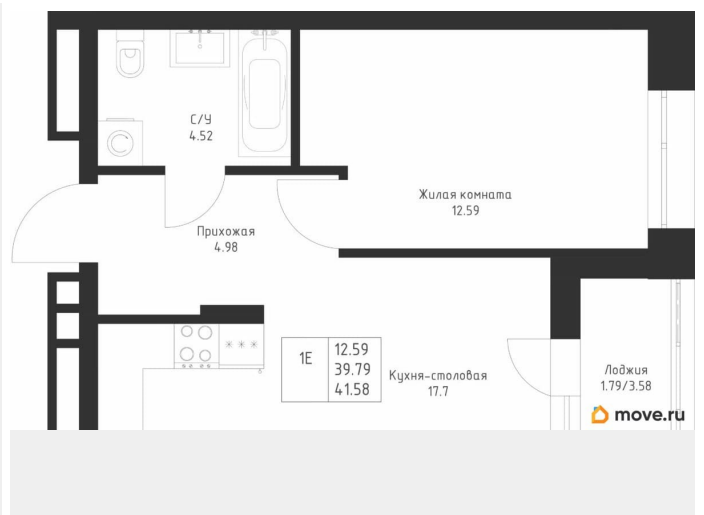 С/У
4.52
Жилая комната
12.59
Прихожая
4.98
1Е
12.59
39.79
41.58
Кухня-столовая
17.7
Лоджия
1.79/3.58
move.ru